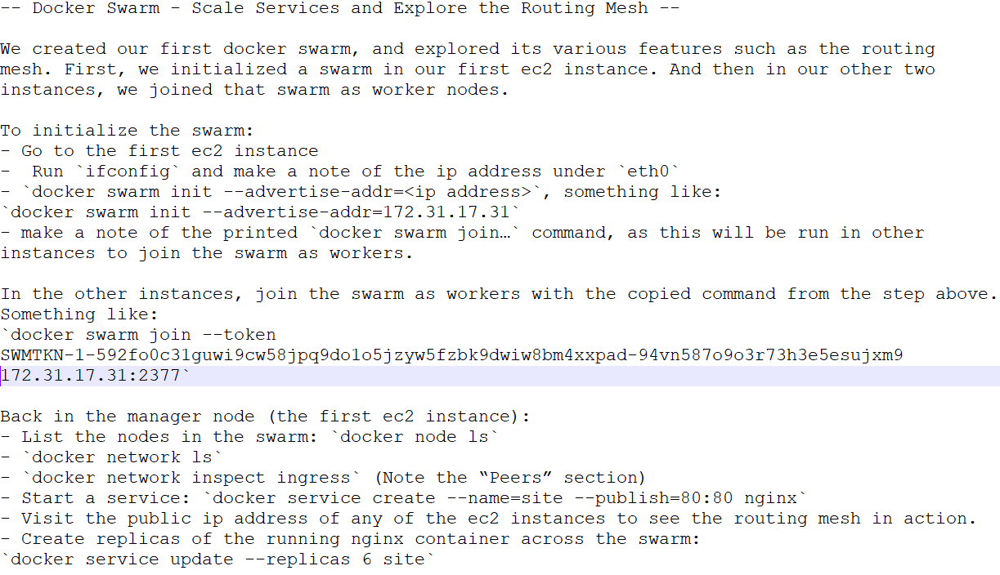 -- Docker Swarm - Scale Services and Explore the Routing Mesh --
We created our first docker swarm, and explored its various features such as the routing
mesh. First, we initialized a swarm in our first ec2 instance. And then in our other two
instances, we joined that swarm as worker nodes.
To initialize the swarm:
- Go to the first ec2 instance
-  Run `ifconfig` and make a note of the ip address under `eth0`
- `docker swarm init --advertise-addr=<ip address>`, something like:
`docker swarm init --advertise-addr=172.31.17.31`
- make a note of the printed `docker swarm join…` command, as this will be run in other
instances to join the swarm as workers.
In the other instances, join the swarm as workers with the copied command from the step above.
Something like:
`docker swarm join --token
SWMTKN-1-592fo0c31guwi9cw58jpq9do1o5jzyw5fzbk9dwiw8bm4xxpad-94vn587o9o3r73h3e5esujxm9
172.31.17.31:2377`
Back in the manager node (the first ec2 instance):
- List the nodes in the swarm: `docker node ls`
- `docker network ls`
- `docker network inspect ingress` (Note the “Peers” section)
- Start a service: `docker service create --name=site --publish=80:80 nginx`
- Visit the public ip address of any of the ec2 instances to see the routing mesh in action.
- Create replicas of the running nginx container across the swarm:
`docker service update --replicas 6 site`